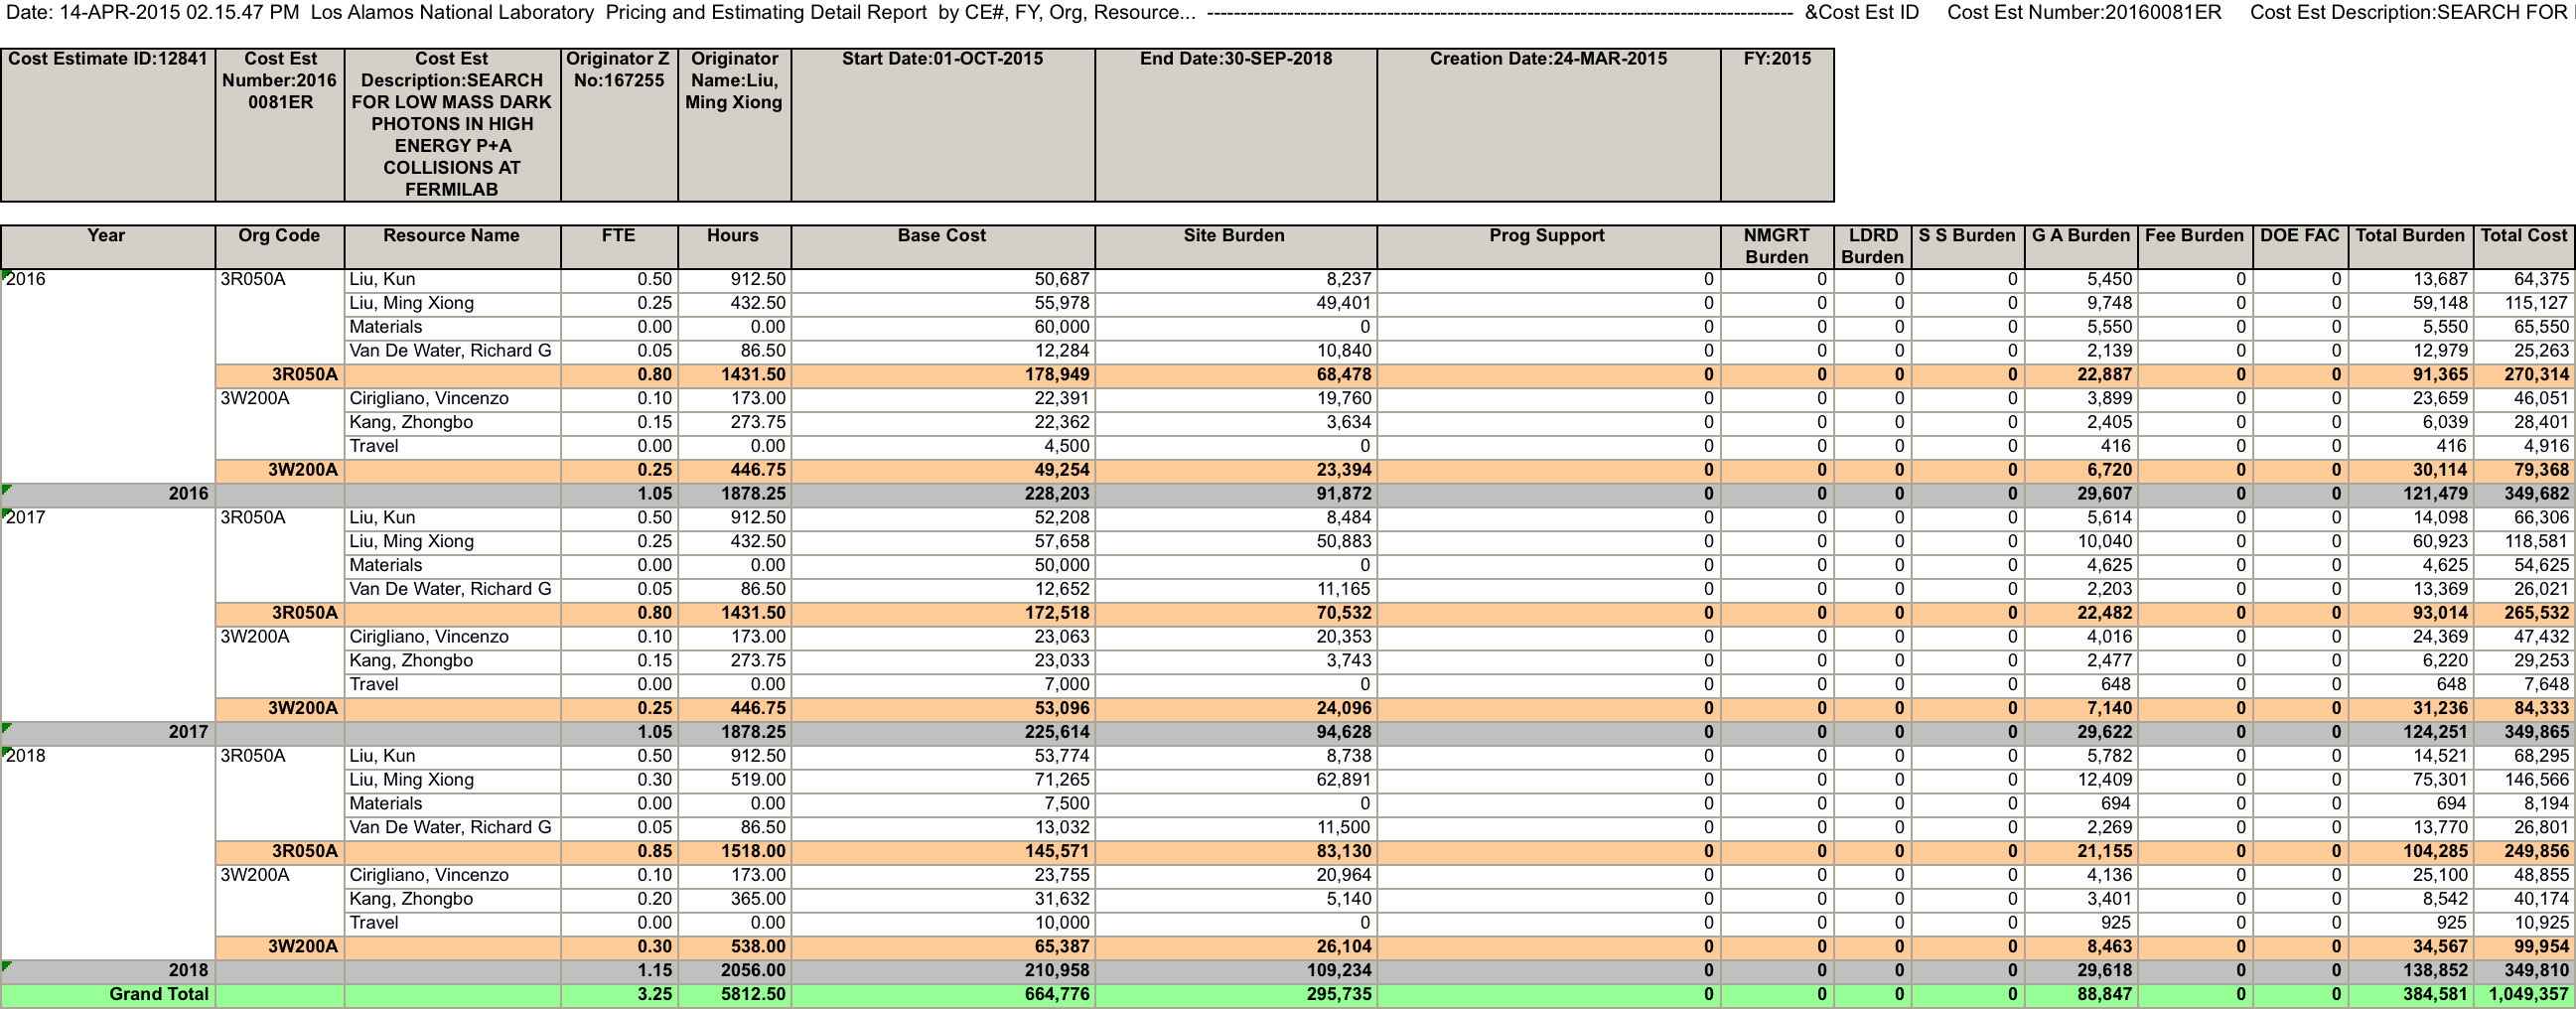 Date: 14-APR-2015 02.15.47 PM  Los Alamos National Laboratory  Pricing and Estimating Detail Report  by CE#, FY, Org, Resource... ---------------------------------------------------------------------------------------- &Cost Est ID     Cost Est Number:20160081ER     Cost Est Description:SEARCH FOR
Cost Estimate ID:12841 Cost Est Number:20160081ER Cost Est Description:SEARCH FOR LOW MASS DARK PHOTONS IN HIGH ENERGY P+A COLLISIONS AT FERMILAB Originator Z No:167255 Originator Name:Liu, Ming Xiong Start Date:01-OCT-2015 End Date:30-SEP-2018 Creation Date:24-MAR-2015 FY:2015
Year Org Code Resource Name FTE Hours Base Cost Site Burden Prog Support NMGRT Burden LDRD Burden S S Burden G A Burden Fee Burden DOE FAC Total Burden Total Cost
2016 3R050A Liu, Kun 0.50 912.50 50,687 8,237 0 0 0 0 5,450 0 0 13,687 64,375
Liu, Ming Xiong 0.25 432.50 55,978 49,401 0 0 0 0 9,748 0 0 59,148 115,127
Materials 0.00 0.00 60,000 0 0 0 0 0 5,550 0 0 5,550 65,550
Van De Water, Richard G 0.05 86.50 12,284 10,840 0 0 0 0 2,139 0 0 12,979 25,263
3R050A 0.80 1431.50 178,949 68,478 0 0 0 0 22,887 0 0 91,365 270,314
3W200A Cirigliano, Vincenzo 0.10 173.00 22,391 19,760 0 0 0 0 3,899 0 0 23,659 46,051
Kang, Zhongbo 0.15 273.75 22,362 3,634 0 0 0 0 2,405 0 0 6,039 28,401
Travel 0.00 0.00 4,500 0 0 0 0 0 416 0 0 416 4,916
3W200A 0.25 446.75 49,254 23,394 0 0 0 0 6,720 0 0 30,114 79,368
2016 1.05 1878.25 228,203 91,872 0 0 0 0 29,607 0 0 121,479 349,682
2017 3R050A Liu, Kun 0.50 912.50 52,208 8,484 0 0 0 0 5,614 0 0 14,098 66,306
Liu, Ming Xiong 0.25 432.50 57,658 50,883 0 0 0 0 10,040 0 0 60,923 118,581
Materials 0.00 0.00 50,000 0 0 0 0 0 4,625 0 0 4,625 54,625
Van De Water, Richard G 0.05 86.50 12,652 11,165 0 0 0 0 2,203 0 0 13,369 26,021
3R050A 0.80 1431.50 172,518 70,532 0 0 0 0 22,482 0 0 93,014 265,532
3W200A Cirigliano, Vincenzo 0.10 173.00 23,063 20,353 0 0 0 0 4,016 0 0 24,369 47,432
Kang, Zhongbo 0.15 273.75 23,033 3,743 0 0 0 0 2,477 0 0 6,220 29,253
Travel 0.00 0.00 7,000 0 0 0 0 0 648 0 0 648 7,648
3W200A 0.25 446.75 53,096 24,096 0 0 0 0 7,140 0 0 31,236 84,333
2017 1.05 1878.25 225,614 94,628 0 0 0 0 29,622 0 0 124,251 349,865
2018 3R050A Liu, Kun 0.50 912.50 53,774 8,738 0 0 0 0 5,782 0 0 14,521 68,295
Liu, Ming Xiong 0.30 519.00 71,265 62,891 0 0 0 0 12,409 0 0 75,301 146,566
Materials 0.00 0.00 7,500 0 0 0 0 0 694 0 0 694 8,194
Van De Water, Richard G 0.05 86.50 13,032 11,500 0 0 0 0 2,269 0 0 13,770 26,801
3R050A 0.85 1518.00 145,571 83,130 0 0 0 0 21,155 0 0 104,285 249,856
3W200A Cirigliano, Vincenzo 0.10 173.00 23,755 20,964 0 0 0 0 4,136 0 0 25,100 48,855
Kang, Zhongbo 0.20 365.00 31,632 5,140 0 0 0 0 3,401 0 0 8,542 40,174
Travel 0.00 0.00 10,000 0 0 0 0 0 925 0 0 925 10,925
3W200A 0.30 538.00 65,387 26,104 0 0 0 0 8,463 0 0 34,567 99,954
2018 1.15 2056.00 210,958 109,234 0 0 0 0 29,618 0 0 138,852 349,810
Grand Total 3.25 5812.50 664,776 295,735 0 0 0 0 88,847 0 0 384,581 1,049,357